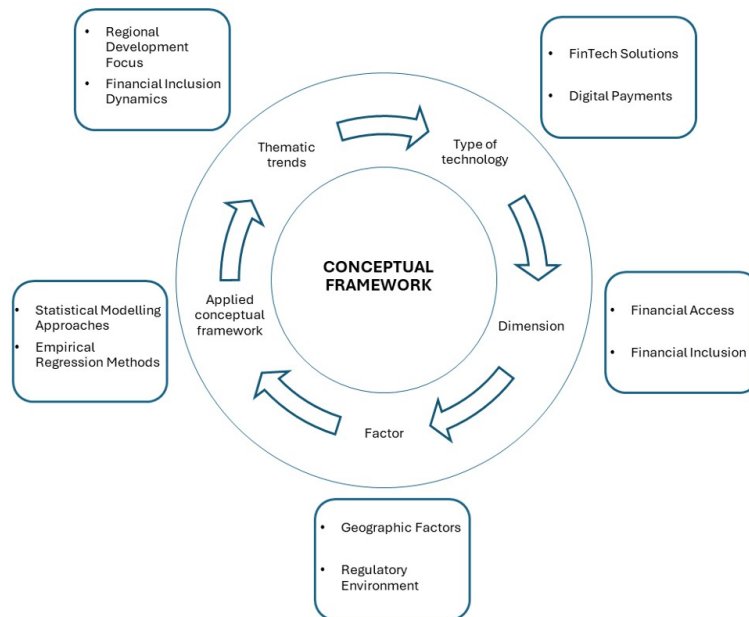 • Regional
Development
Focus
• Financial Inclusion
Dynamics
• FinTech Solutions
• Digital Payments
Thematic
trends
Type of
technology
CONCEPTUAL
FRAMEWORK
• Statistical Modelling
Approaches
• Empirical
Regression Methods
Applied
conceptual
framework
Dimension
• Financial Access
• Financial Inclusion
Factor
• Geographic Factors
• Regulatory
Environment